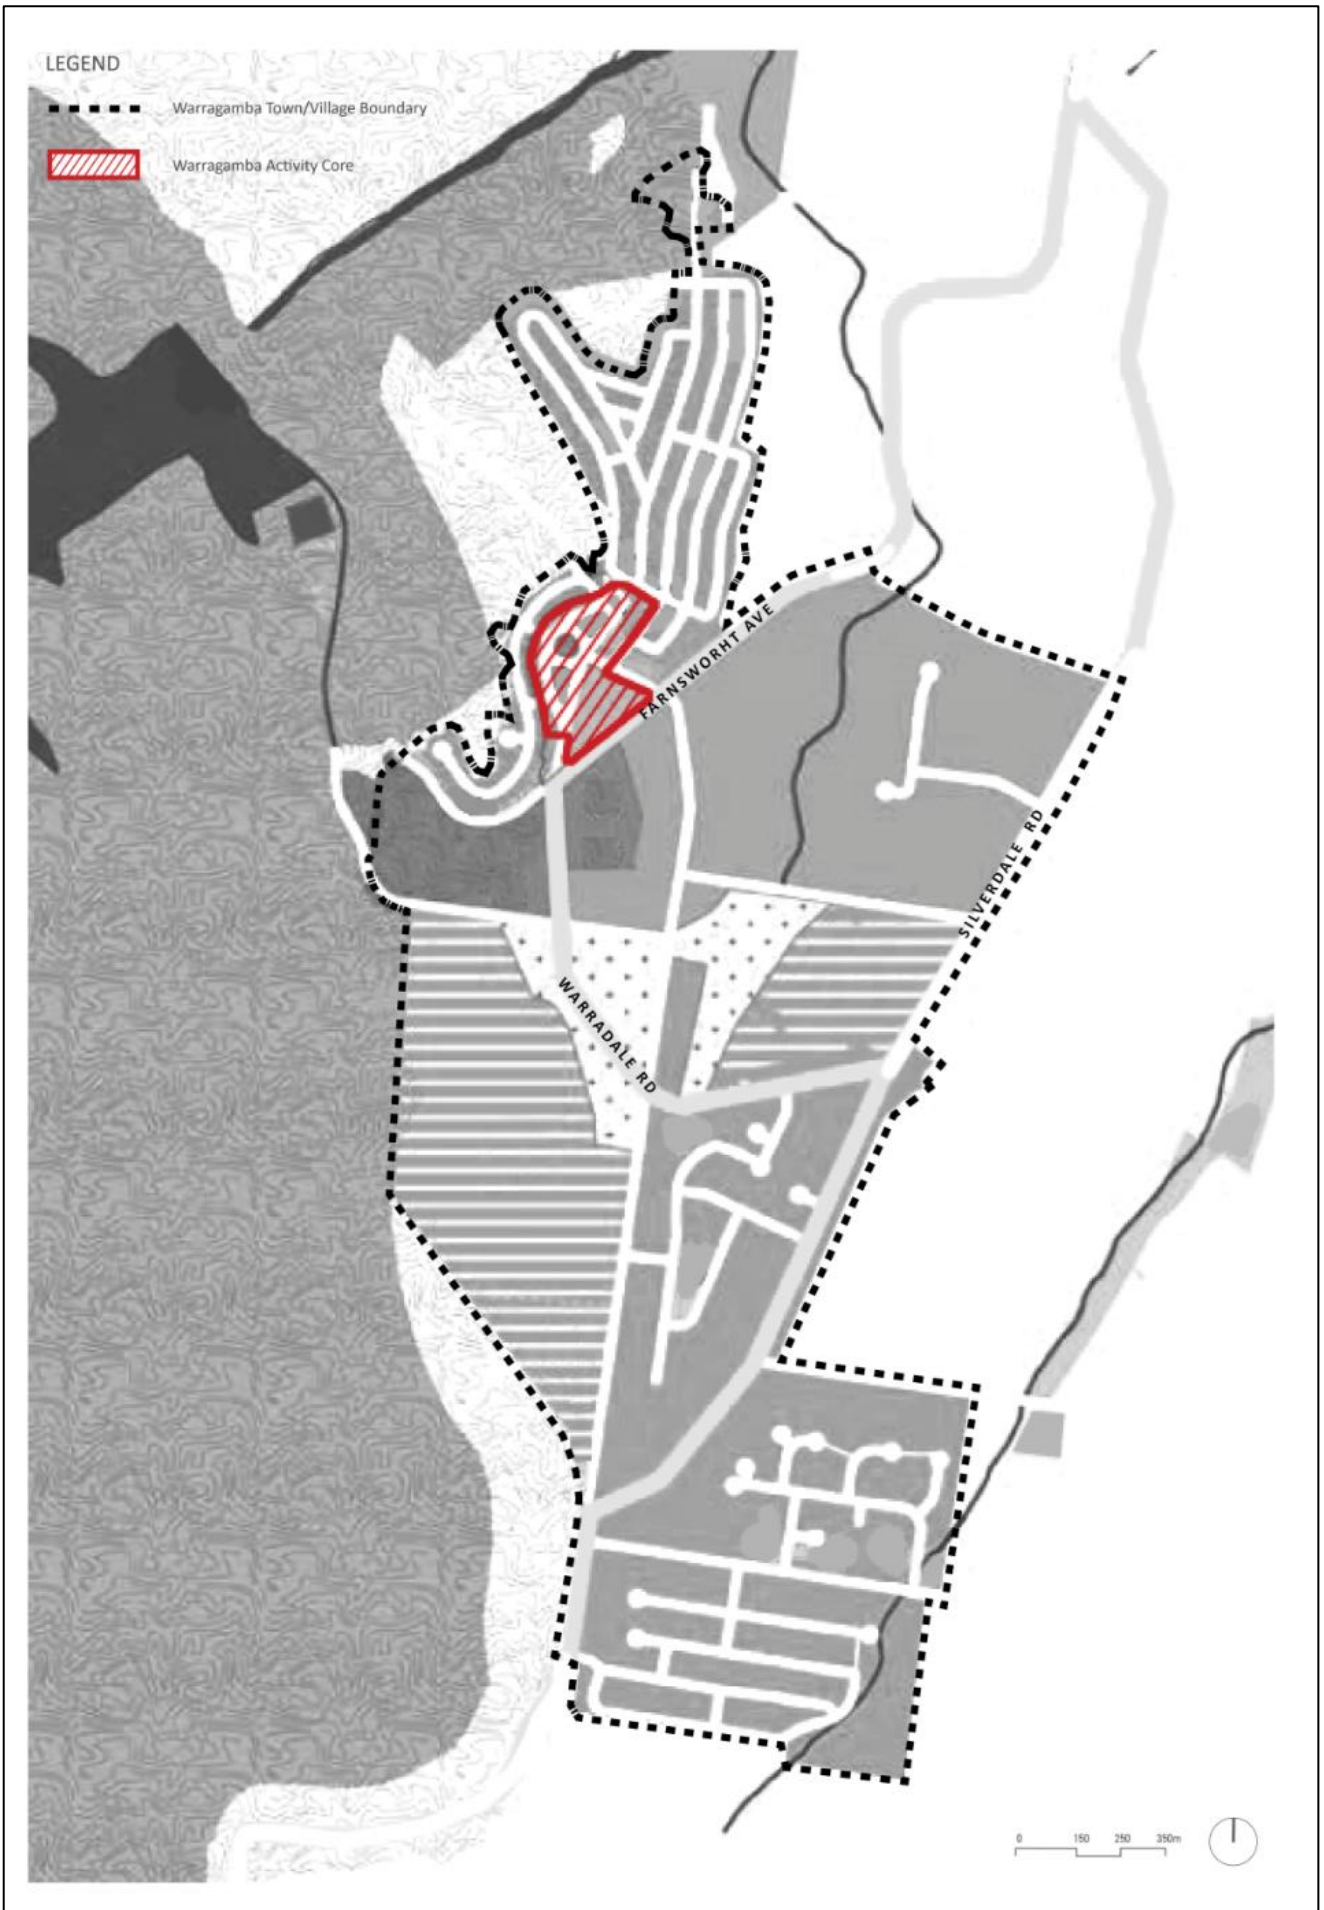 LEGEND
Warragamba Town/Village Boundary
Warragamba Activity Core
FARNSWORHT AVE
SILVERDALE RD
WARRADALE RD
0 150 250 350m